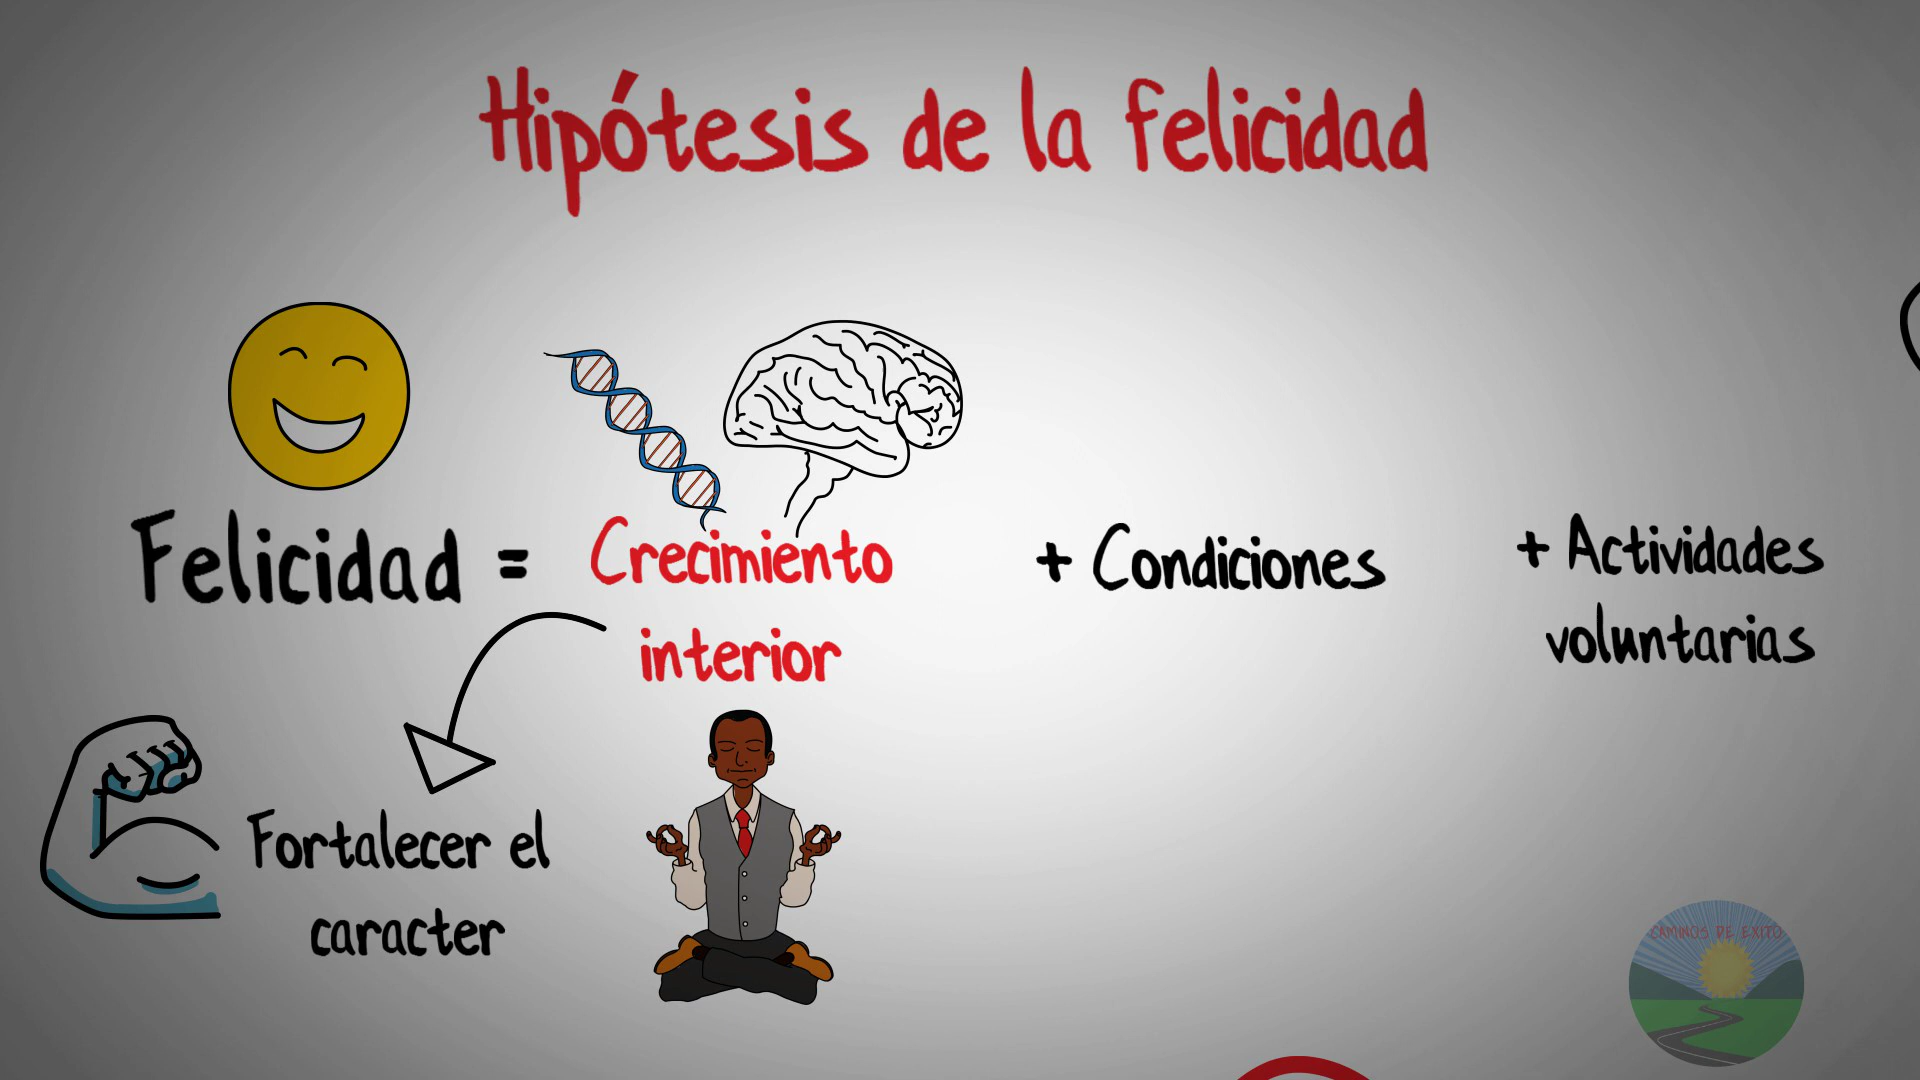 Hipótesis de la felicidad
Felicidad = Crecimiento interior + Condiciones + Actividades voluntarias
Fortalecer el
caracter
CAMINOS DE EXITO